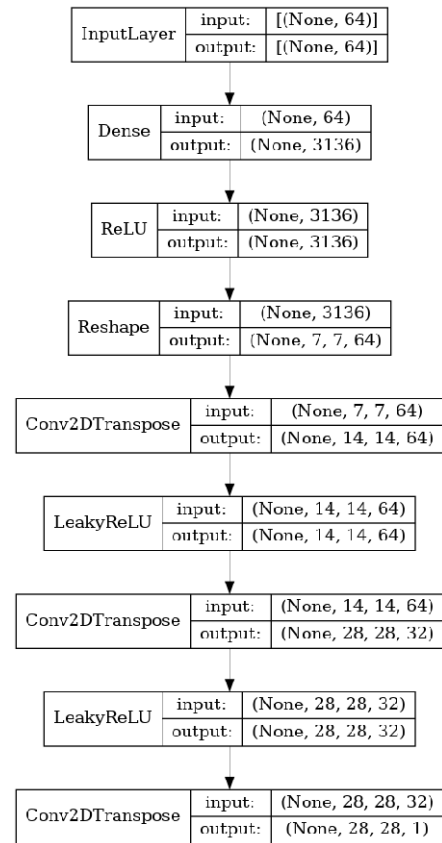 InputLayer
input: [(None, 64)]
output: [(None, 64)]
Dense
input: (None, 64)
output: (None, 3136)
ReLU
input: (None, 3136)
output: (None, 3136)
Reshape
input: (None, 3136)
output: (None, 7, 7, 64)
Conv2DTranspose
input: (None, 7, 7, 64)
output: (None, 14, 14, 64)
LeakyReLU
input: (None, 14, 14, 64)
output: (None, 14, 14, 64)
Conv2DTranspose
input: (None, 14, 14, 64)
output: (None, 28, 28, 32)
LeakyReLU
input: (None, 28, 28, 32)
output: (None, 28, 28, 32)
Conv2DTranspose
input: (None, 28, 28, 32)
output: (None, 28, 28, 1)